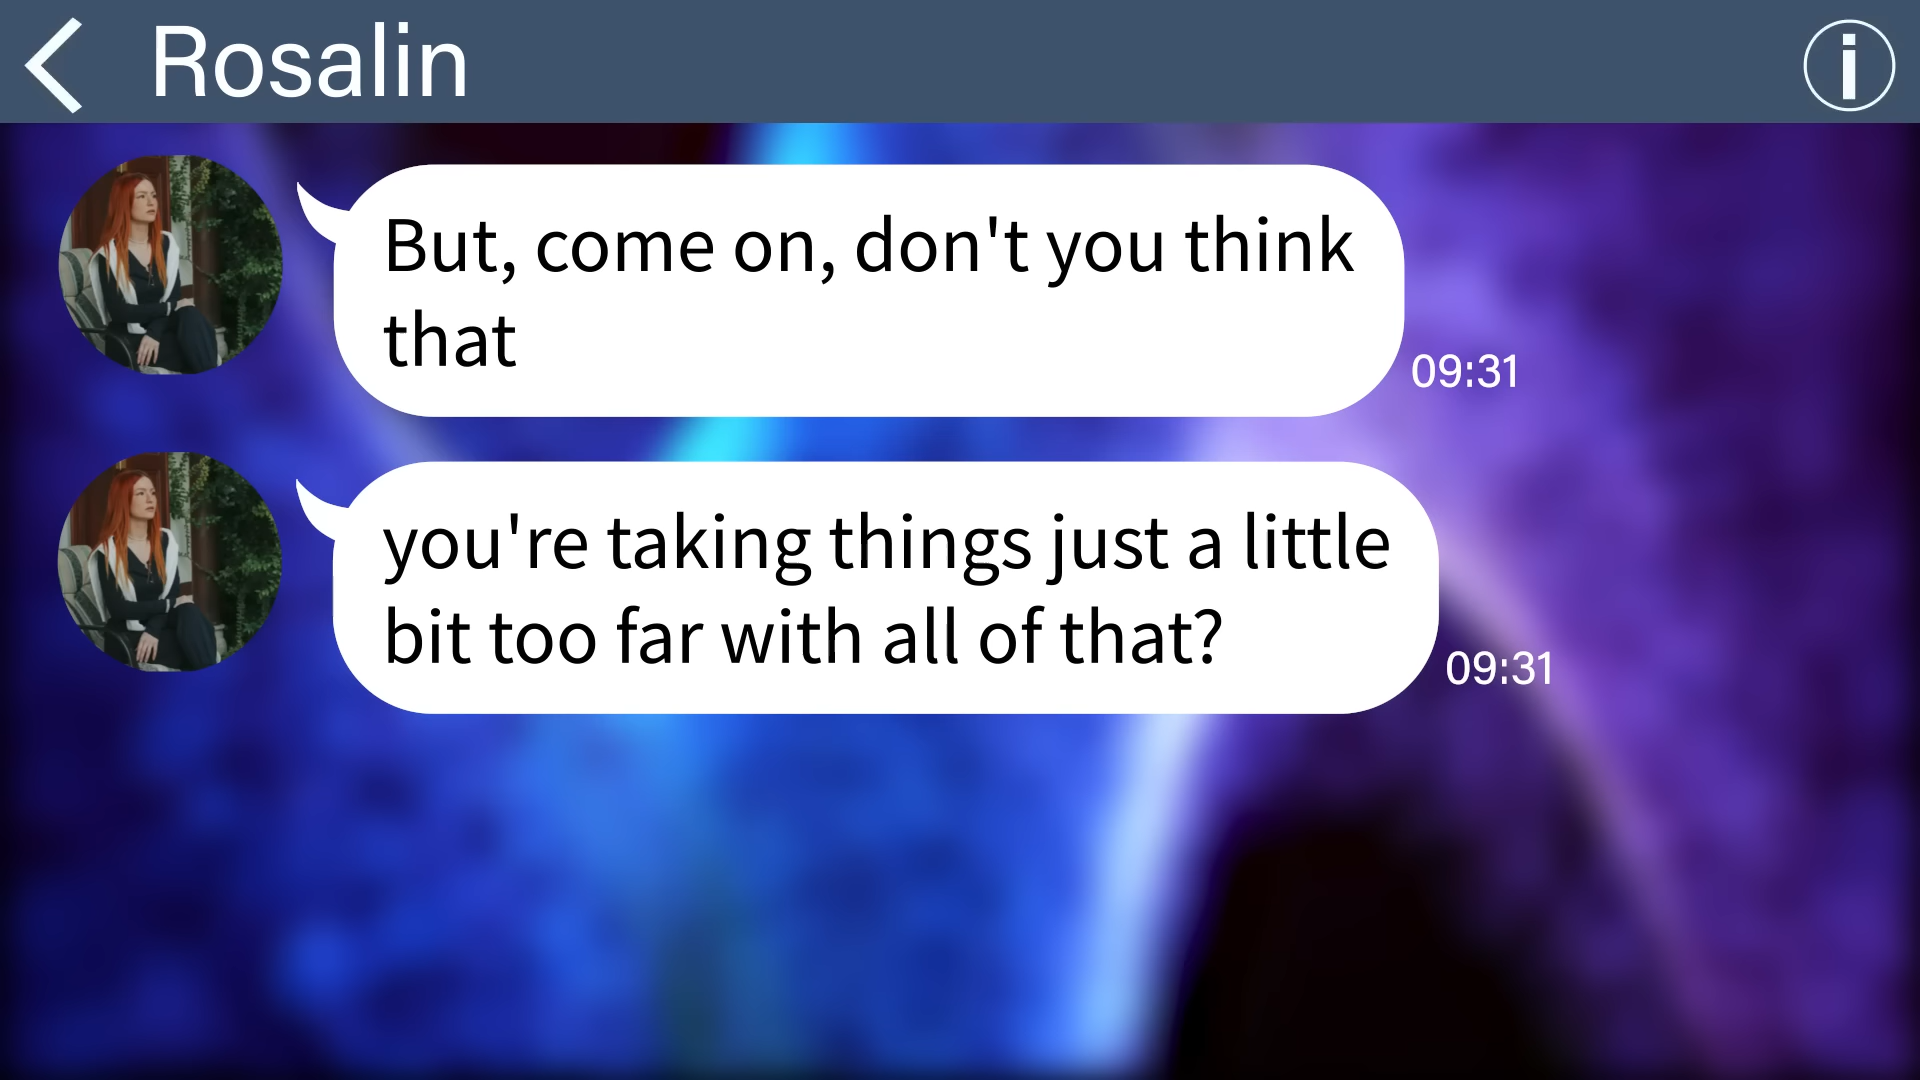 Rosalin
But, come on, don't you think
that
09:31
you're taking things just a little
bit too far with all of that?
09:31